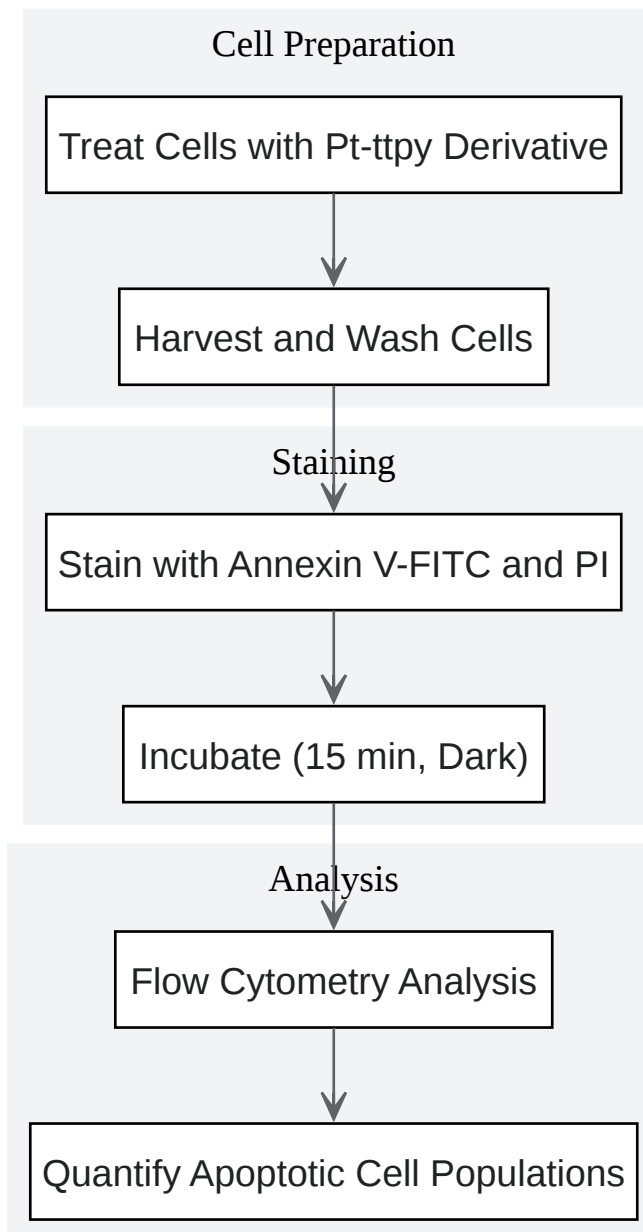 Cell Preparation
Treat Cells with Pt-ttpy Derivative
Harvest and Wash Cells
Staining
Stain with Annexin V-FITC and PI
Incubate (15 min, Dark)
Analysis
Flow Cytometry Analysis
Quantify Apoptotic Cell Populations